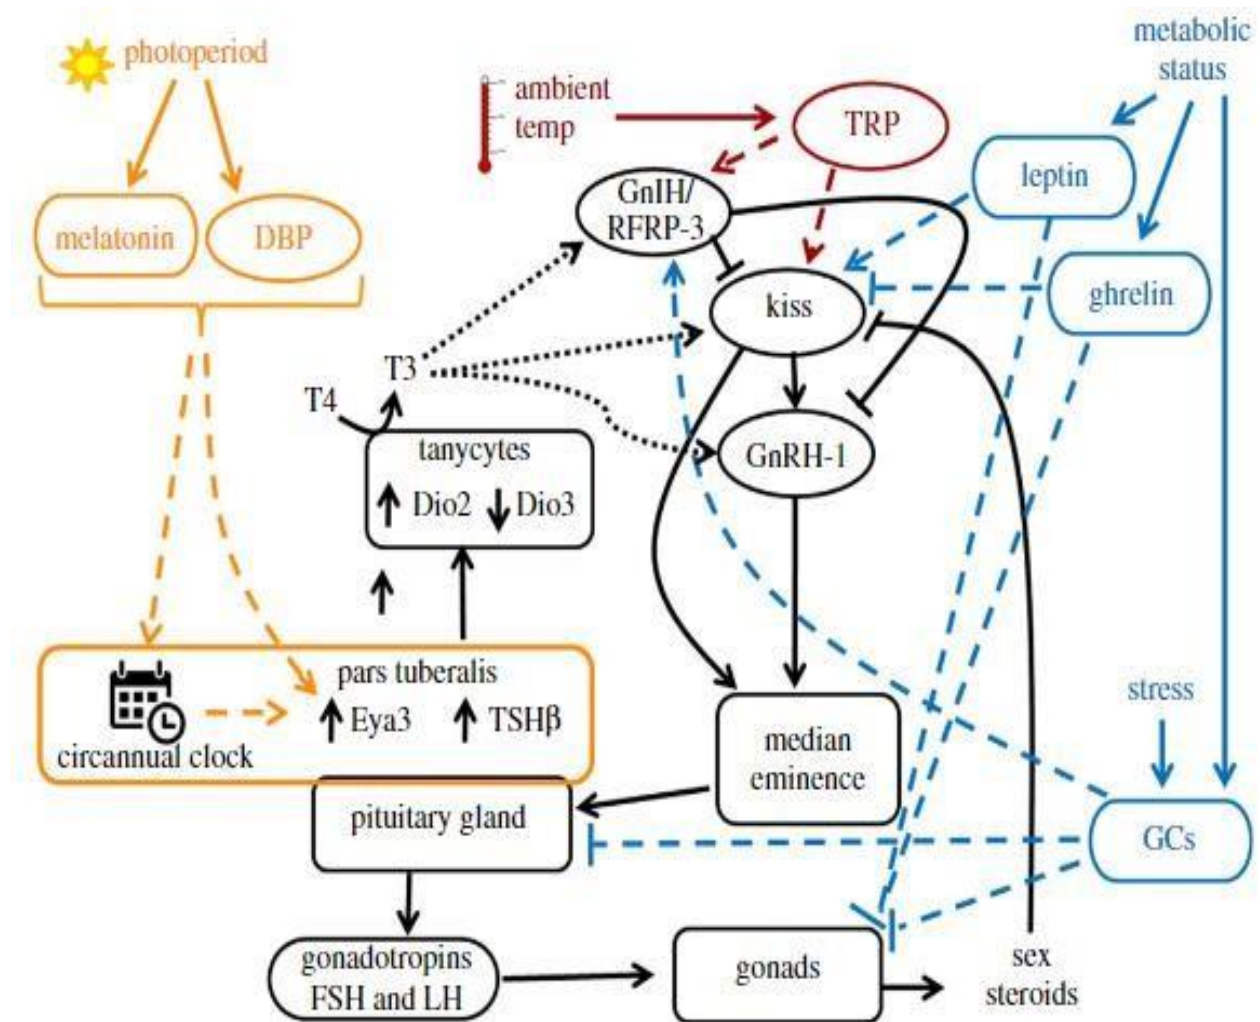 photoperiod
metabolic
status
ambient
temp
TRP
leptin
GnIH/
RFRP-3
melatonin
DBP
ghrelin
kiss
T3
T4
tanycytes
Dio2
Dio3
GnRH-1
pars tuberalis
Eya3
TSHβ
circannual clock
stress
median
eminence
pituitary gland
GCs
gonadotropins
FSH and LH
gonads
sex
steroids